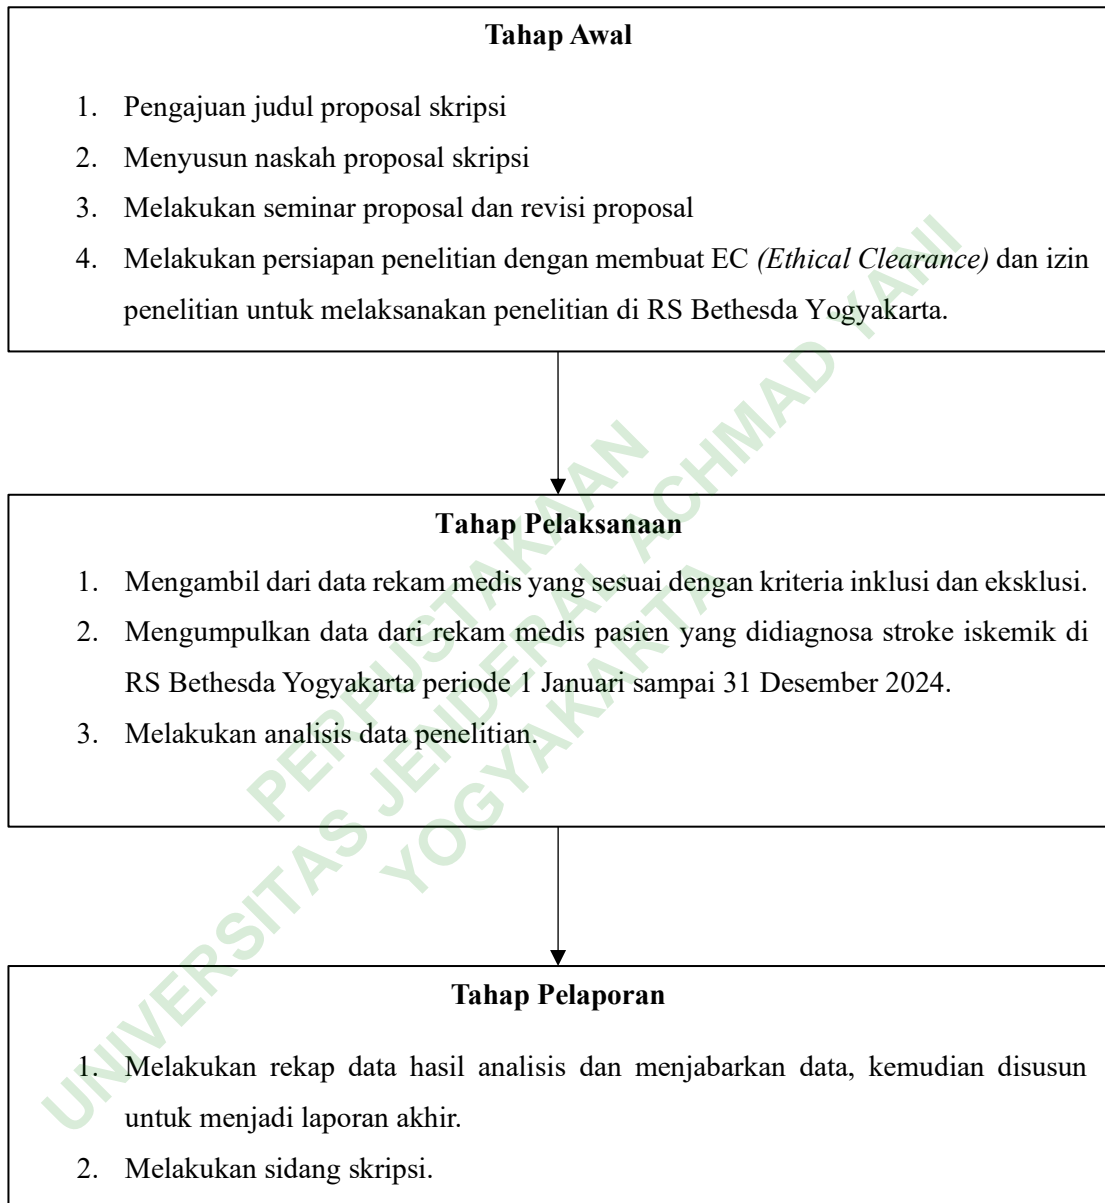 Tahap Awal
1. Pengajuan judul proposal skripsi
2. Menyusun naskah proposal skripsi
3. Melakukan seminar proposal dan revisi proposal
4. Melakukan persiapan penelitian dengan membuat EC (Ethical Clearance) dan izin
penelitian untuk melaksanakan penelitian di RS Bethesda Yogyakarta.
Tahap Pelaksanaan
1. Mengambil dari data rekam medis yang sesuai dengan kriteria inklusi dan eksklusi.
2. Mengumpulkan data dari rekam medis pasien yang didiagnosa stroke iskemik di
RS Bethesda Yogyakarta periode 1 Januari sampai 31 Desember 2024.
3. Melakukan analisis data penelitian.
Tahap Pelaporan
1. Melakukan rekap data hasil analisis dan menjabarkan data, kemudian disusun
untuk menjadi laporan akhir.
2. Melakukan sidang skripsi.
PERPUSTAKAAN
UNIVERSITAS JENDERAL ACHMAD YANI
YOGYAKARTA